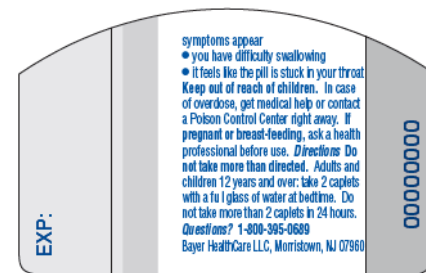 symptoms appear
● you have difficulty swallowing
● it feels like the pill is stuck in your throat
Keep out of reach of children. In case
of overdose, get medical help or contact
a Poison Control Center right away. If
pregnant or breast-feeding, ask a health
professional before use. Directions Do
not take more than directed. Adults and
children 12 years and over: take 2 caplets
with a full glass of water at bedtime. Do
not take more than 2 caplets in 24 hours.
Questions? 1-800-395-0689
Bayer HealthCare LLC, Morristown, NJ 07960
EXP:
00000000